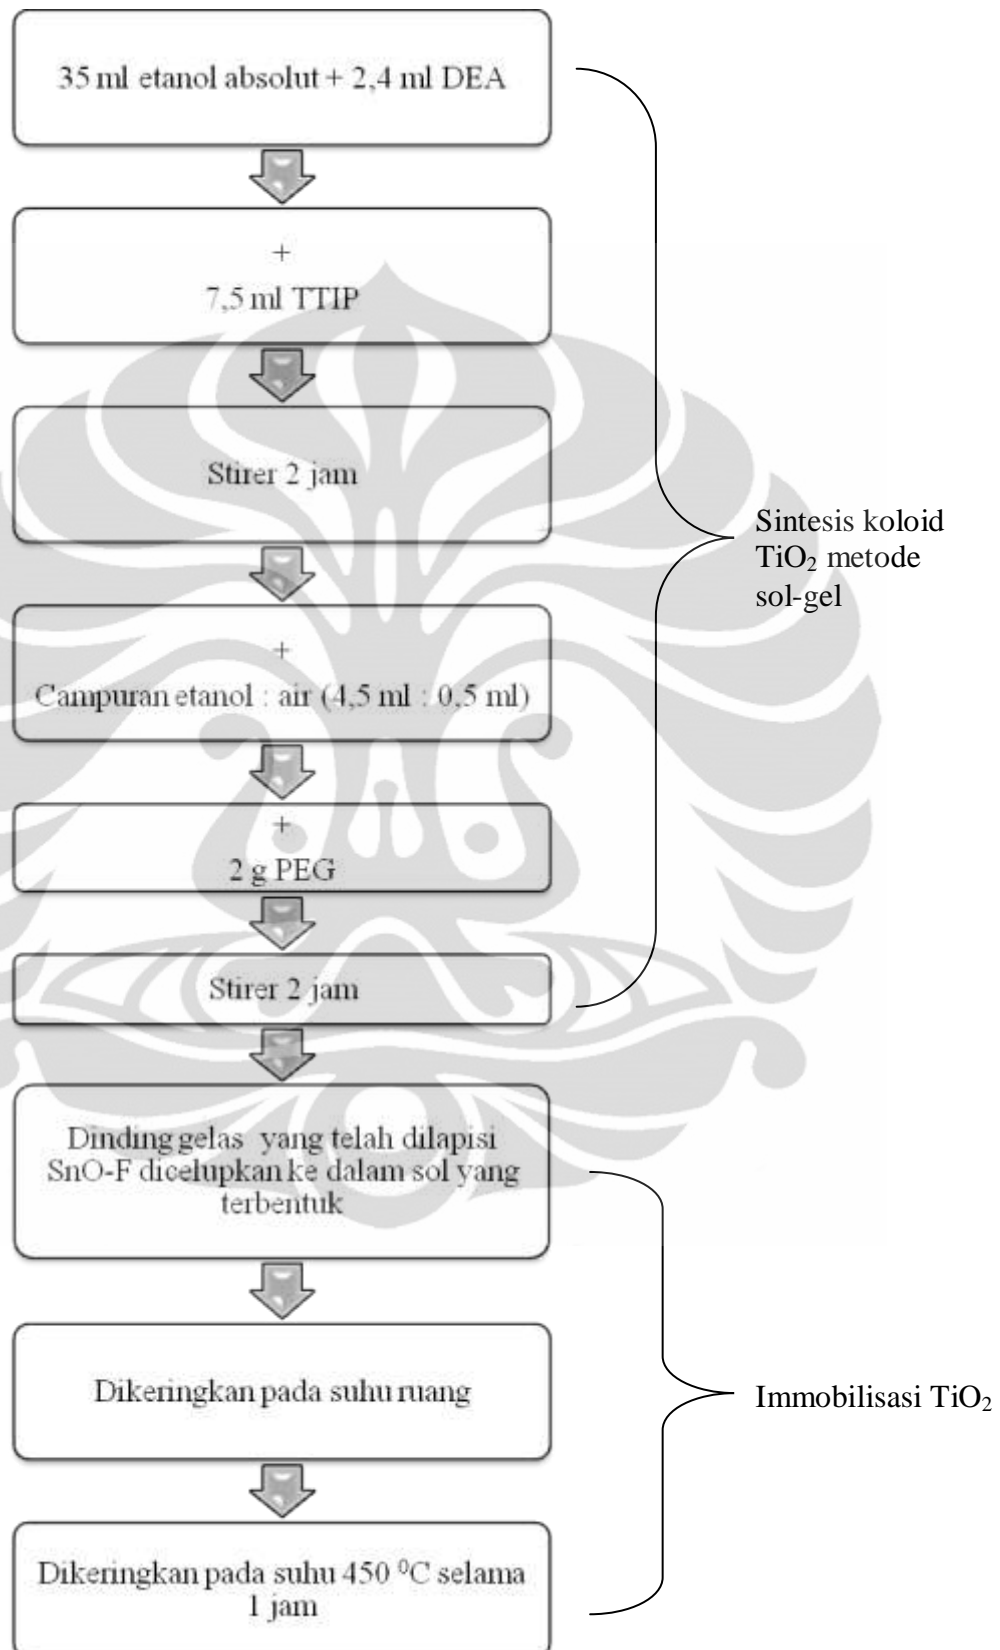 35 ml etanol absolut + 2,4 ml DEA
+
7,5 ml TTIP
Stirer 2 jam
+
Campuran etanol : air (4,5 ml : 0,5 ml)
+
2 g PEG
Stirer 2 jam
Sintesis koloid
TiO₂ metode
sol-gel
Dinding gelas yang telah dilapisi
SnO-F dicelupkan ke dalam sol yang
terbentuk
Dikeringkan pada suhu ruang
Dikeringkan pada suhu 450 ⁰C selama
1 jam
Immobilisasi TiO₂